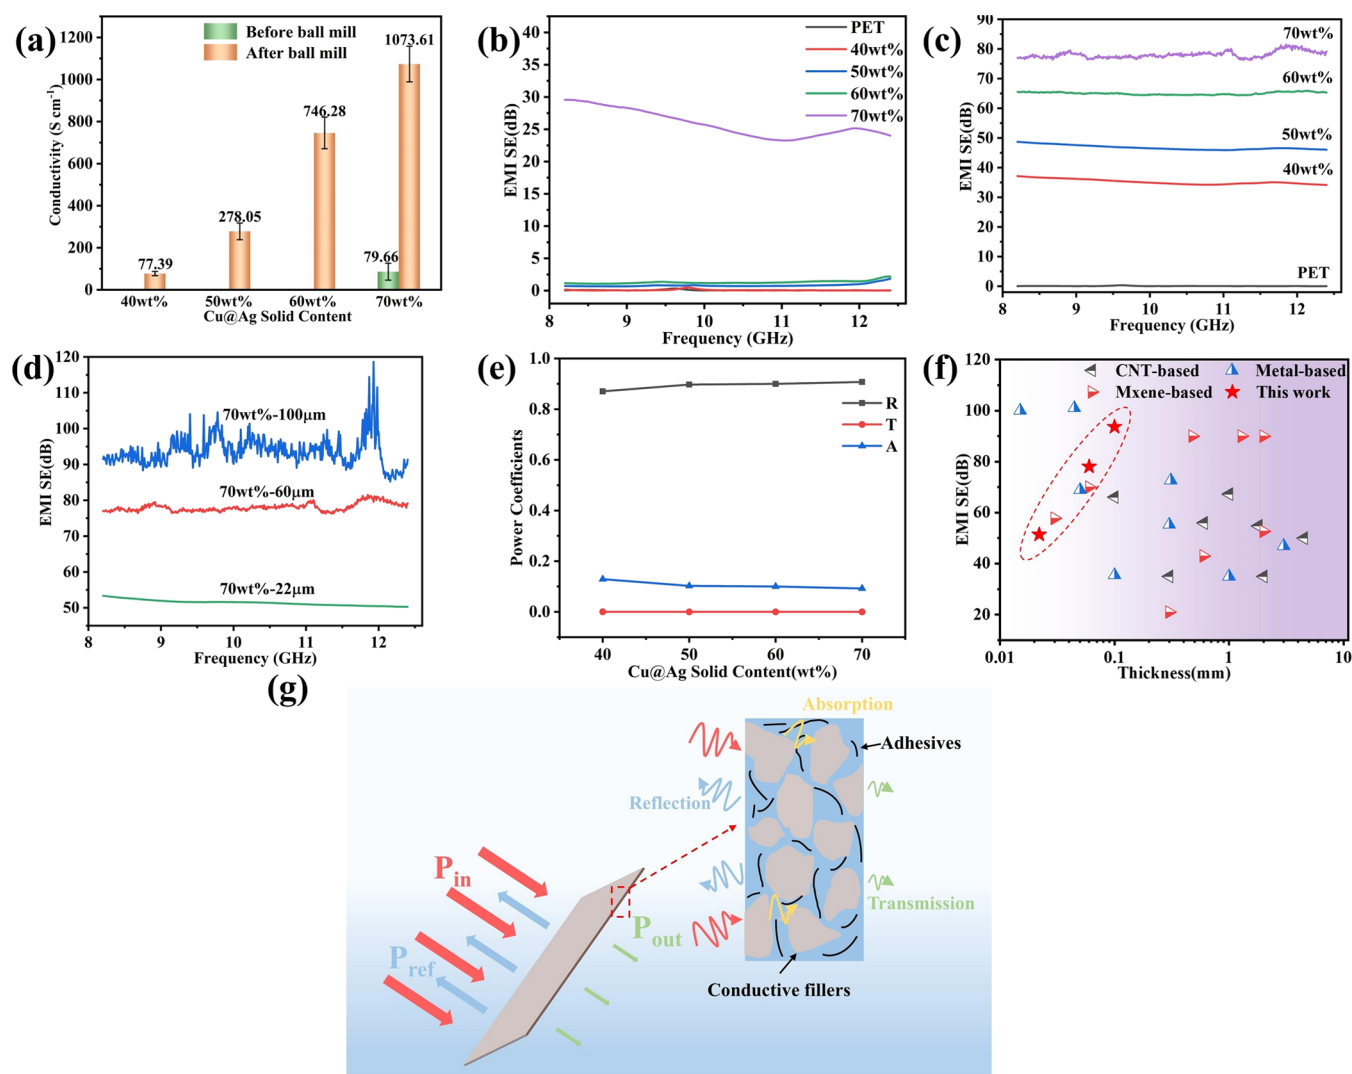 (a)
Before ball mill
After ball mill
1073.61
746.28
278.05
77.39
79.66
1200
1000
800
600
400
200
0
Conductivity (S cm⁻¹)
40wt% 50wt% 60wt% 70wt%
Cu@Ag Solid Content
(b)
PET
40wt%
50wt%
60wt%
70wt%
40
35
30
25
20
15
10
5
0
EMI SE(dB)
8 9 10 11 12
Frequency (GHz)
(c)
90
80
70
60
50
40
30
20
10
0
EMI SE(dB)
70wt%
60wt%
50wt%
40wt%
PET
8 9 10 11 12
Frequency (GHz)
(d)
120
110
100
90
80
70
60
50
EMI SE(dB)
70wt%-100μm
70wt%-60μm
70wt%-22μm
8 9 10 11 12
Frequency (GHz)
(e)
1.0
0.8
0.6
0.4
0.2
0.0
Power Coefficients
R
T
A
40 50 60 70
Cu@Ag Solid Content(wt%)
(f)
120
100
80
60
40
20
EMI SE(dB)
CNT-based Metal-based
Mxene-based This work
0.01 0.1 1 10
Thickness(mm)
(g)
Absorption
Adhesives
Reflection
Transmission
Conductive fillers
Pin
Pref
Pout